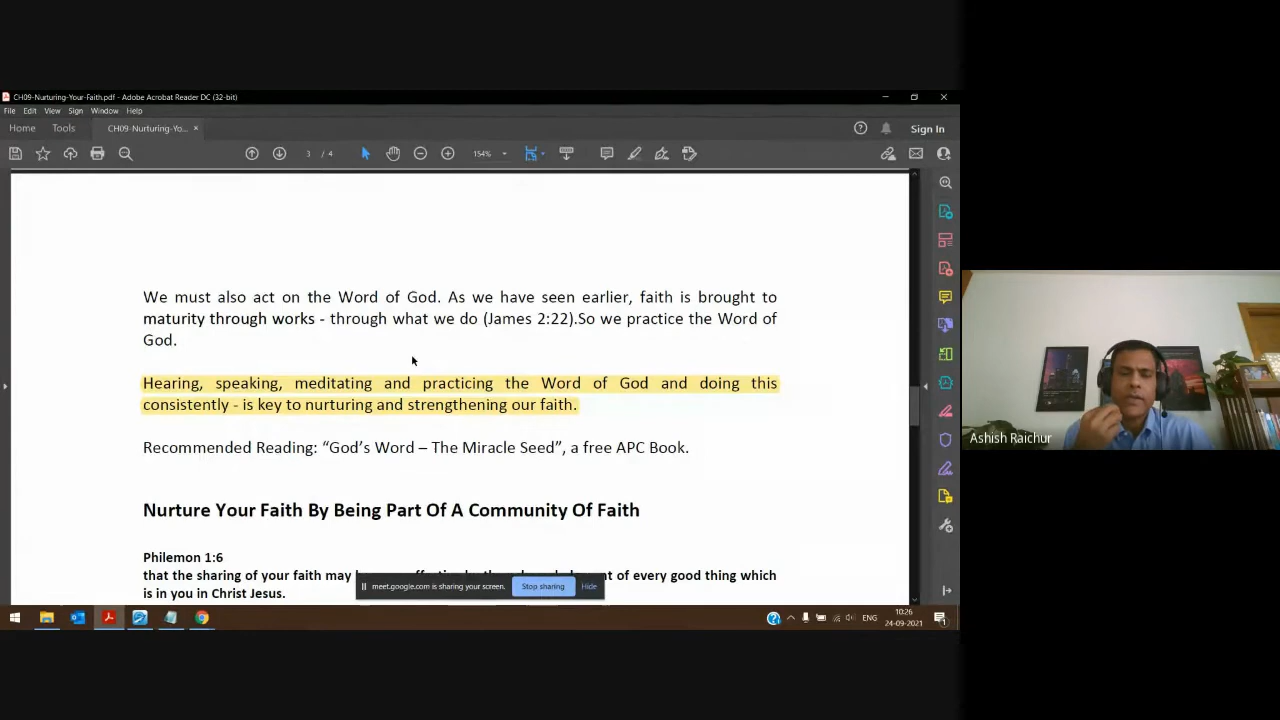 CH09-Nurturing-Your-Faith.pdf - Adobe Acrobat Reader DC (32-bit)
File Edit View Sign Window Help
Home Tools CH09-Nurturing-Yo... × Sign In
3 / 4 154%
We must also act on the Word of God. As we have seen earlier, faith is brought to
maturity through works - through what we do (James 2:22).So we practice the Word of
God.
Hearing, speaking, meditating and practicing the Word of God and doing this
consistently - is key to nurturing and strengthening our faith.
Recommended Reading: “God’s Word – The Miracle Seed”, a free APC Book.
Nurture Your Faith By Being Part Of A Community Of Faith
Philemon 1:6
that the sharing of your faith may of every good thing which
is in you in Christ Jesus.
meet.google.com is sharing your screen. Stop sharing Hide
ENG 10:26
24-09-2021
Ashish Raichur